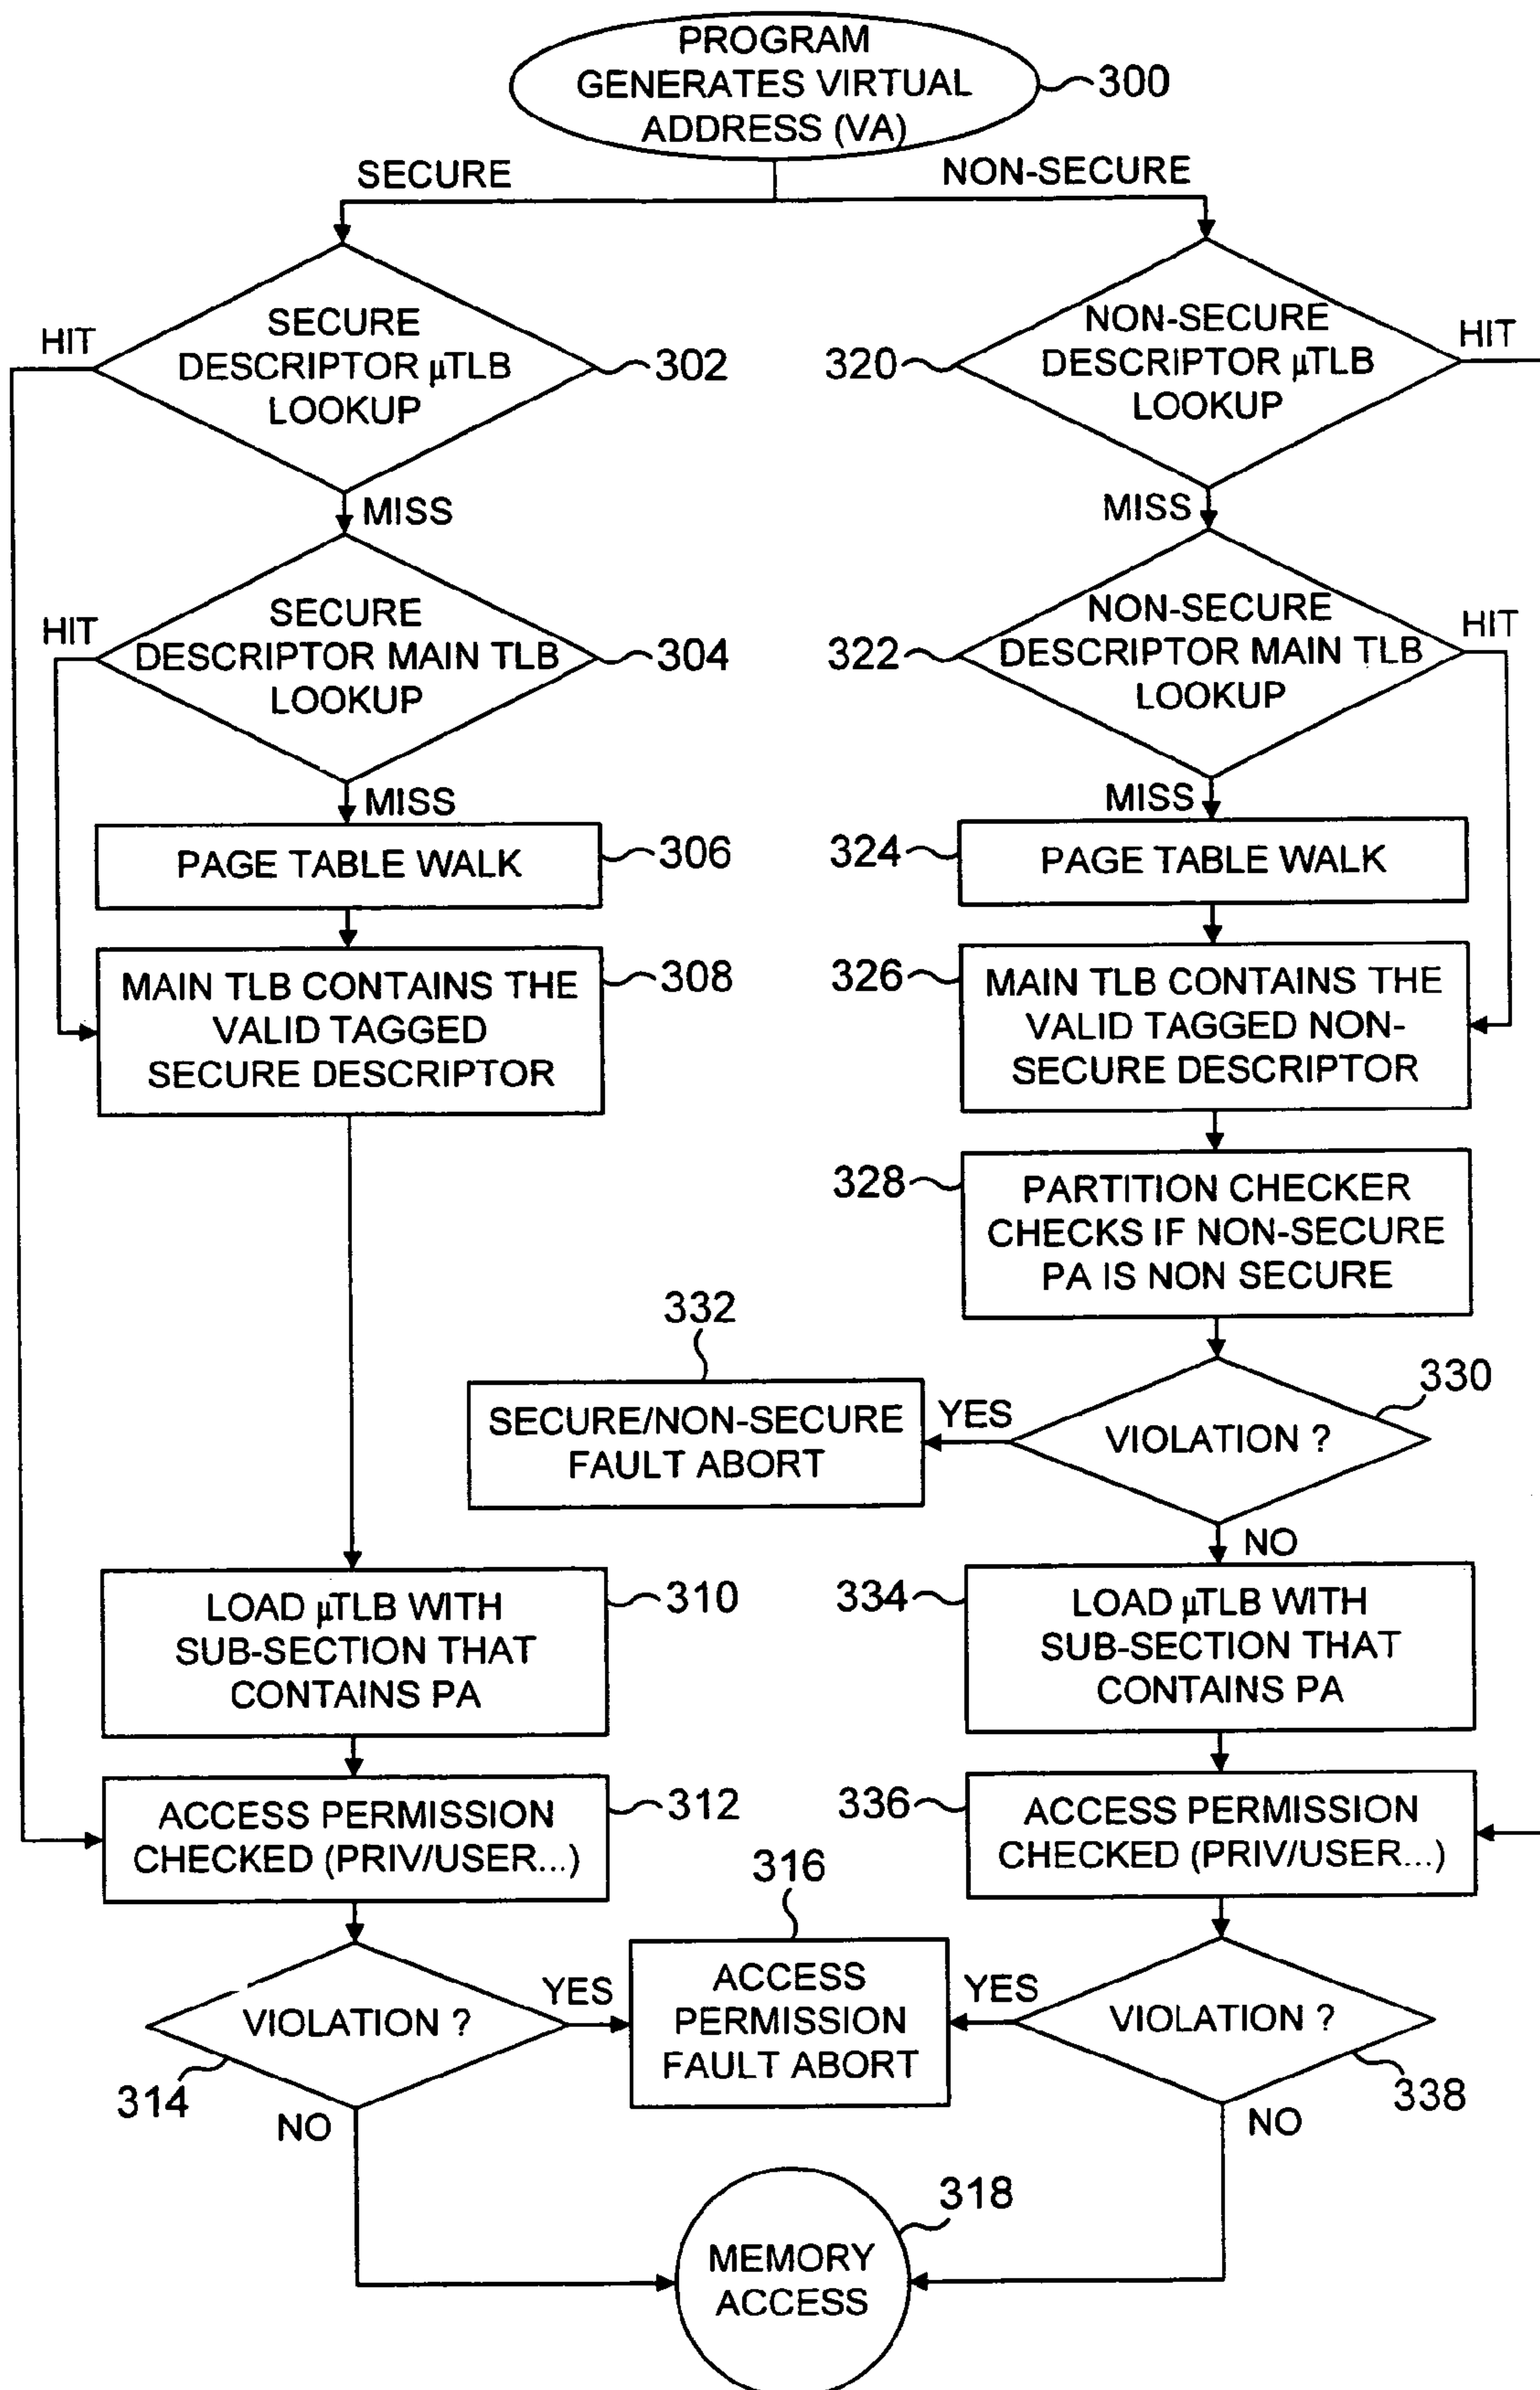 PROGRAM
GENERATES VIRTUAL
ADDRESS (VA)
300
SECURE
NON-SECURE
HIT
SECURE
DESCRIPTOR µTLB
LOOKUP
302
320
NON-SECURE
DESCRIPTOR µTLB
LOOKUP
HIT
MISS
MISS
HIT
SECURE
DESCRIPTOR MAIN TLB
LOOKUP
304
322
NON-SECURE
DESCRIPTOR MAIN TLB
LOOKUP
HIT
MISS
MISS
PAGE TABLE WALK
306
324
PAGE TABLE WALK
MAIN TLB CONTAINS THE
VALID TAGGED
SECURE DESCRIPTOR
308
326
MAIN TLB CONTAINS THE
VALID TAGGED NON-
SECURE DESCRIPTOR
328
PARTITION CHECKER
CHECKS IF NON-SECURE
PA IS NON SECURE
332
SECURE/NON-SECURE
FAULT ABORT
YES
VIOLATION ?
330
NO
LOAD µTLB WITH
SUB-SECTION THAT
CONTAINS PA
310
334
LOAD µTLB WITH
SUB-SECTION THAT
CONTAINS PA
ACCESS PERMISSION
CHECKED (PRIV/USER...)
312
336
ACCESS PERMISSION
CHECKED (PRIV/USER...)
316
VIOLATION ?
314
YES
ACCESS
PERMISSION
FAULT ABORT
YES
VIOLATION ?
338
NO
NO
318
MEMORY
ACCESS